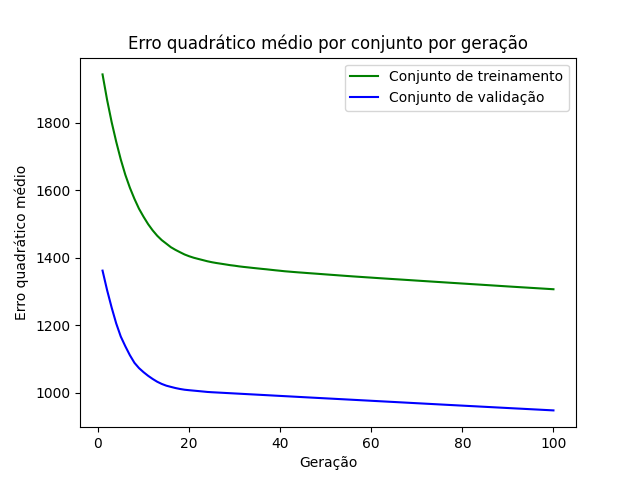 Erro quadrático médio por conjunto por geração
Conjunto de treinamento
Conjunto de validação
Erro quadrático médio
1800
1600
1400
1200
1000
0 20 40 60 80 100
Geração